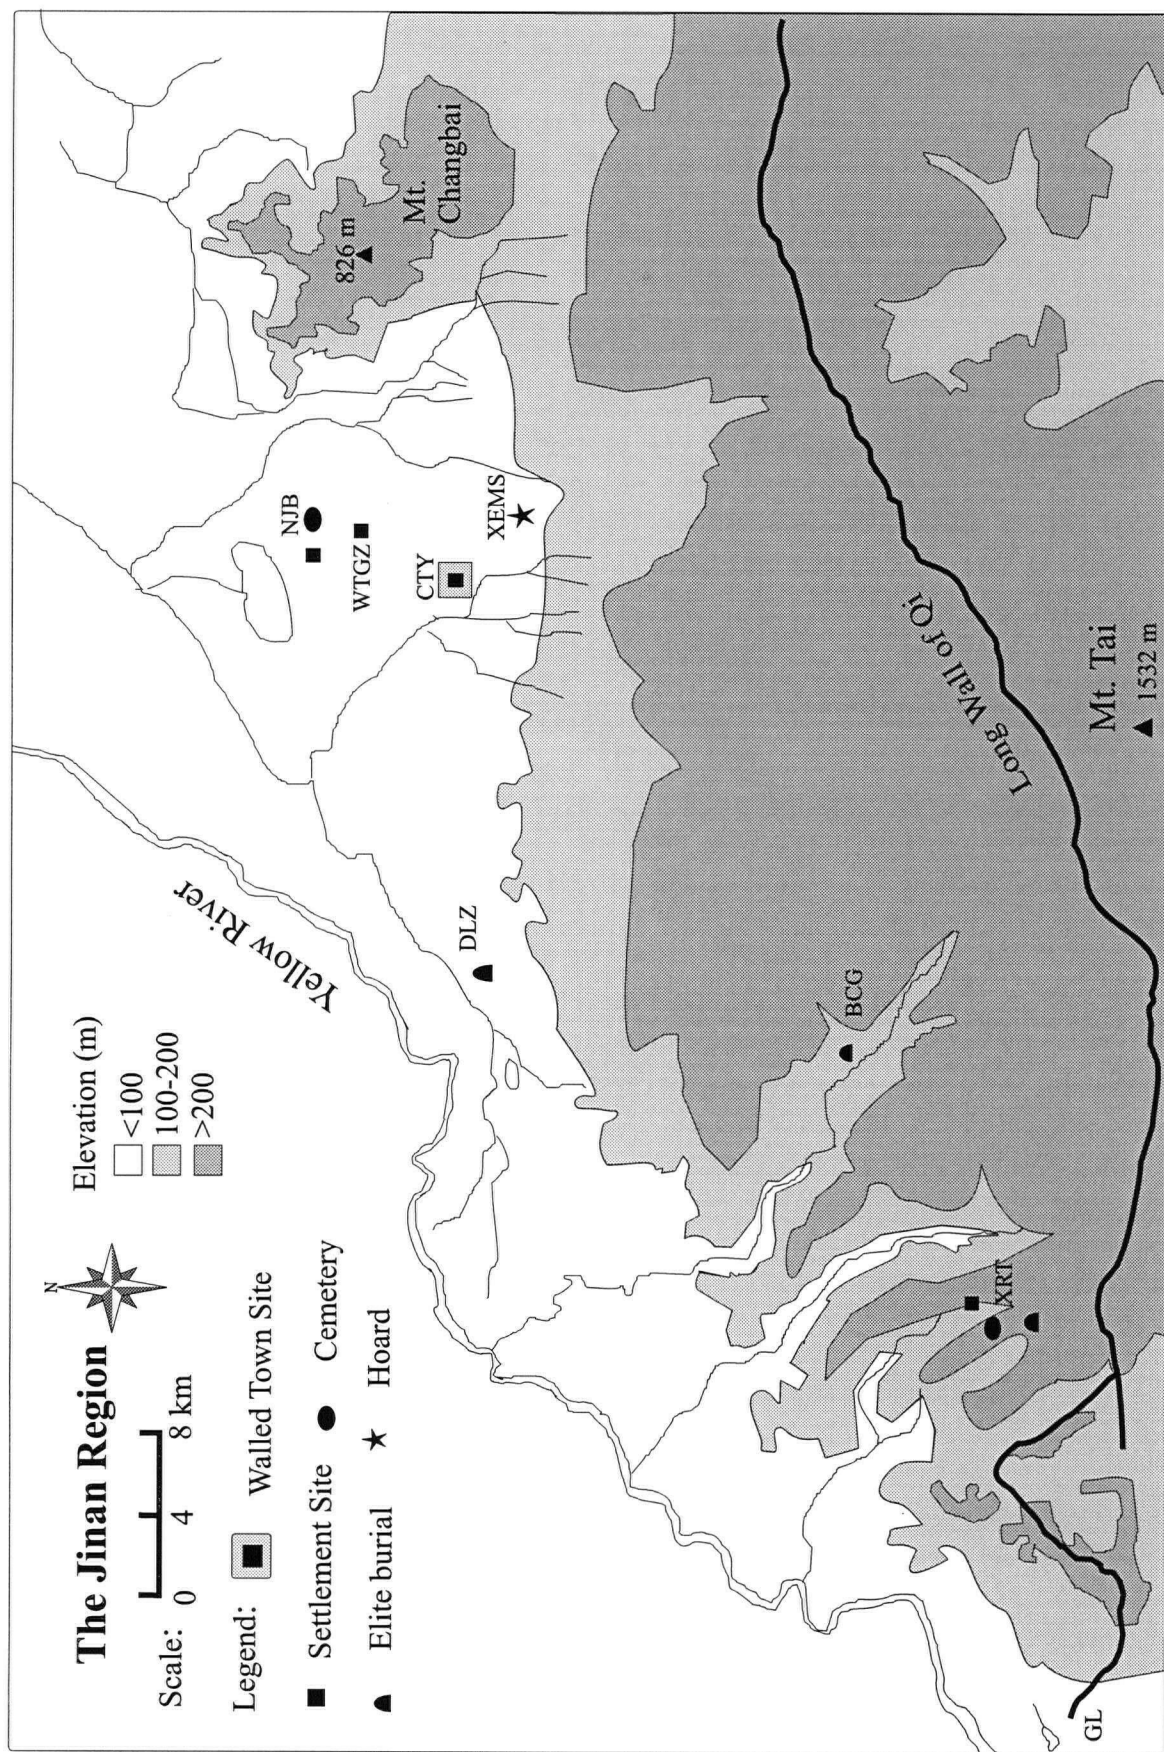 The Jinan Region
N
Scale:
0 4 8 km
Elevation (m)
<100
100-200
>200
Legend:
Walled Town Site
Settlement Site
Cemetery
Elite burial
Hoard
Yellow River
NJB
WTGZ
CTY
XEMS
826 m
Mt.
Changbai
DLZ
BCG
XRT
Long Wall of Qi
Mt. Tai
1532 m
GL